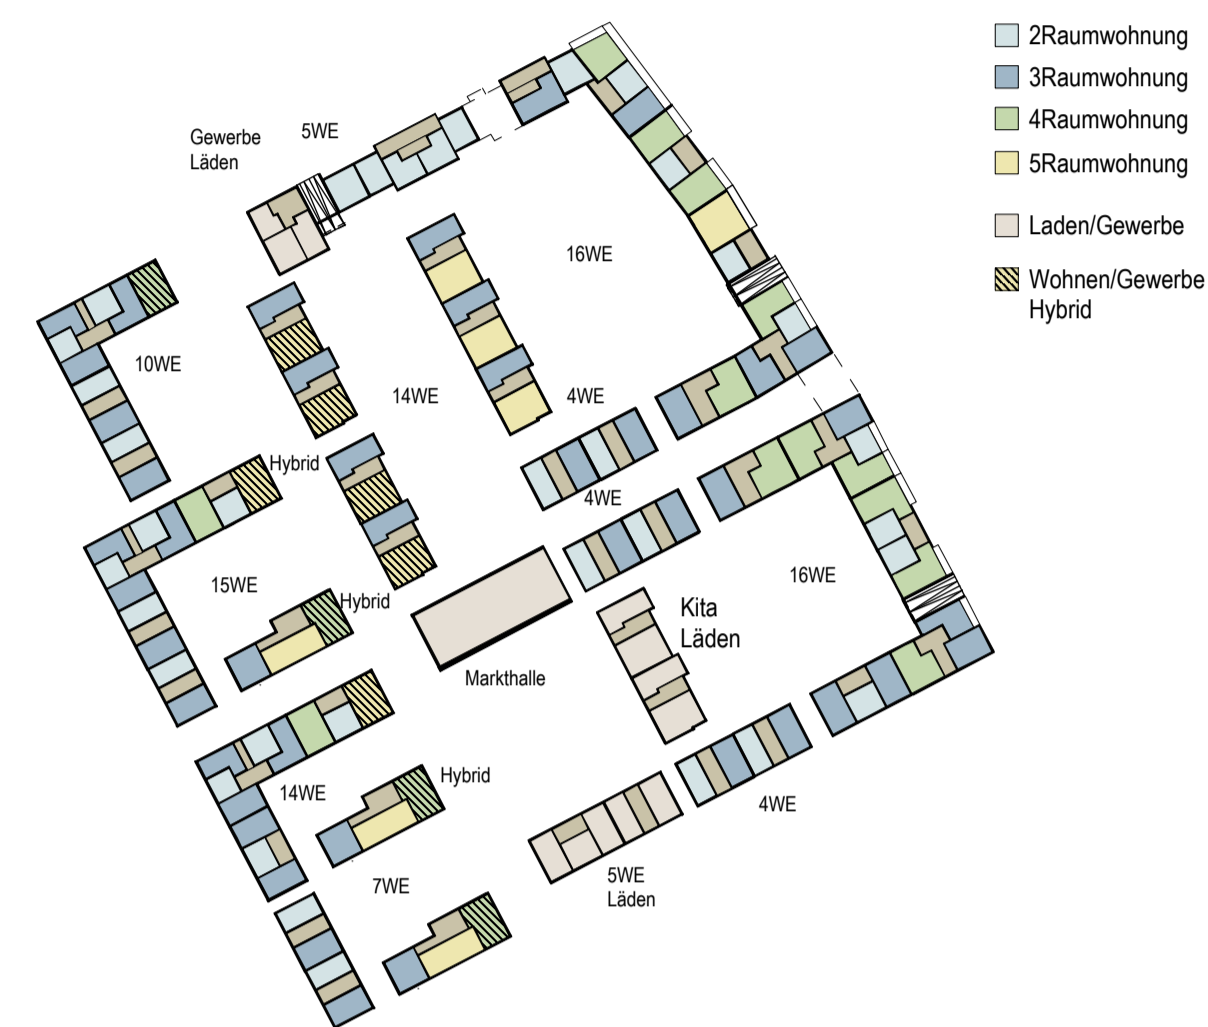 2Raumwohnung
3Raumwohnung
4Raumwohnung
5Raumwohnung
Laden/Gewerbe
Wohnen/Gewerbe
Hybrid
Gewerbe
Läden
5WE
16WE
10WE
14WE
4WE
Hybrid
4WE
15WE
Hybrid
16WE
Kita
Läden
Markthalle
14WE
Hybrid
4WE
7WE
5WE
Läden